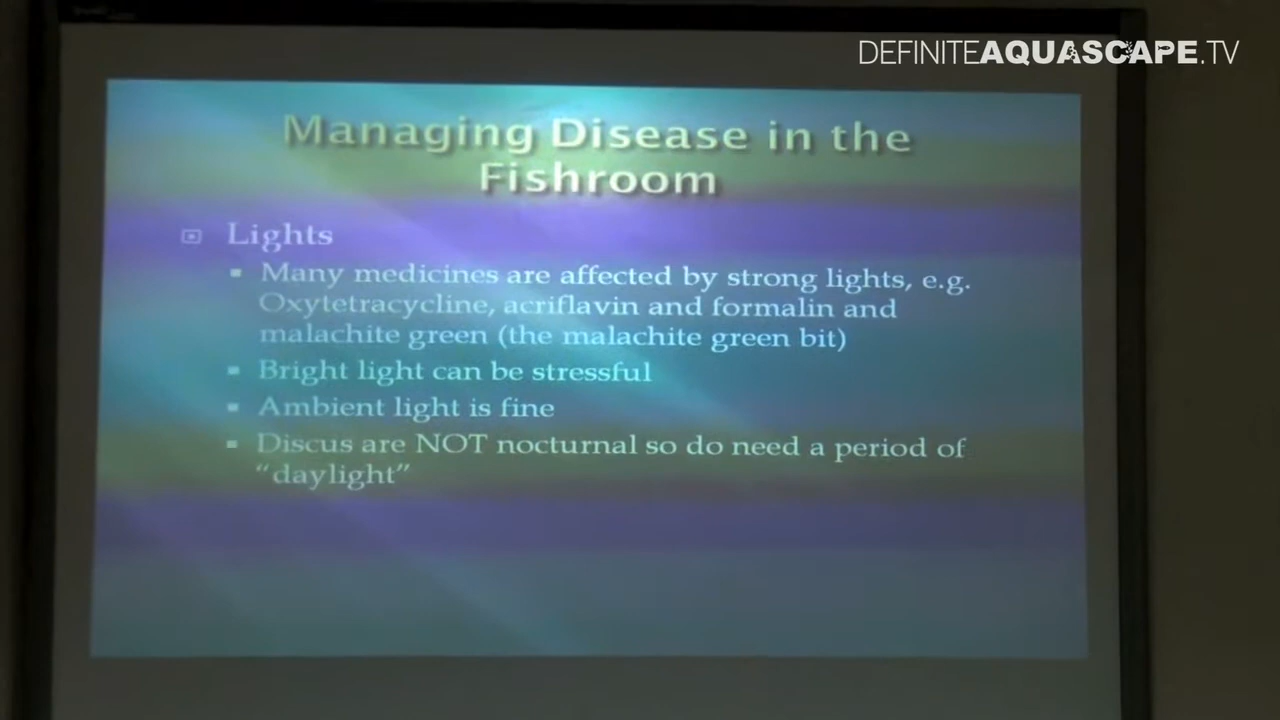 DEFINITEAQUASCAPE.TV
Managing Disease in the
Fishroom
Lights
Many medicines are affected by strong lights, e.g.
Oxytetracycline, acriflavin and formalin and
malachite green (the malachite green bit)
Bright light can be stressful
Ambient light is fine
Discus are NOT nocturnal so do need a period of
“daylight”